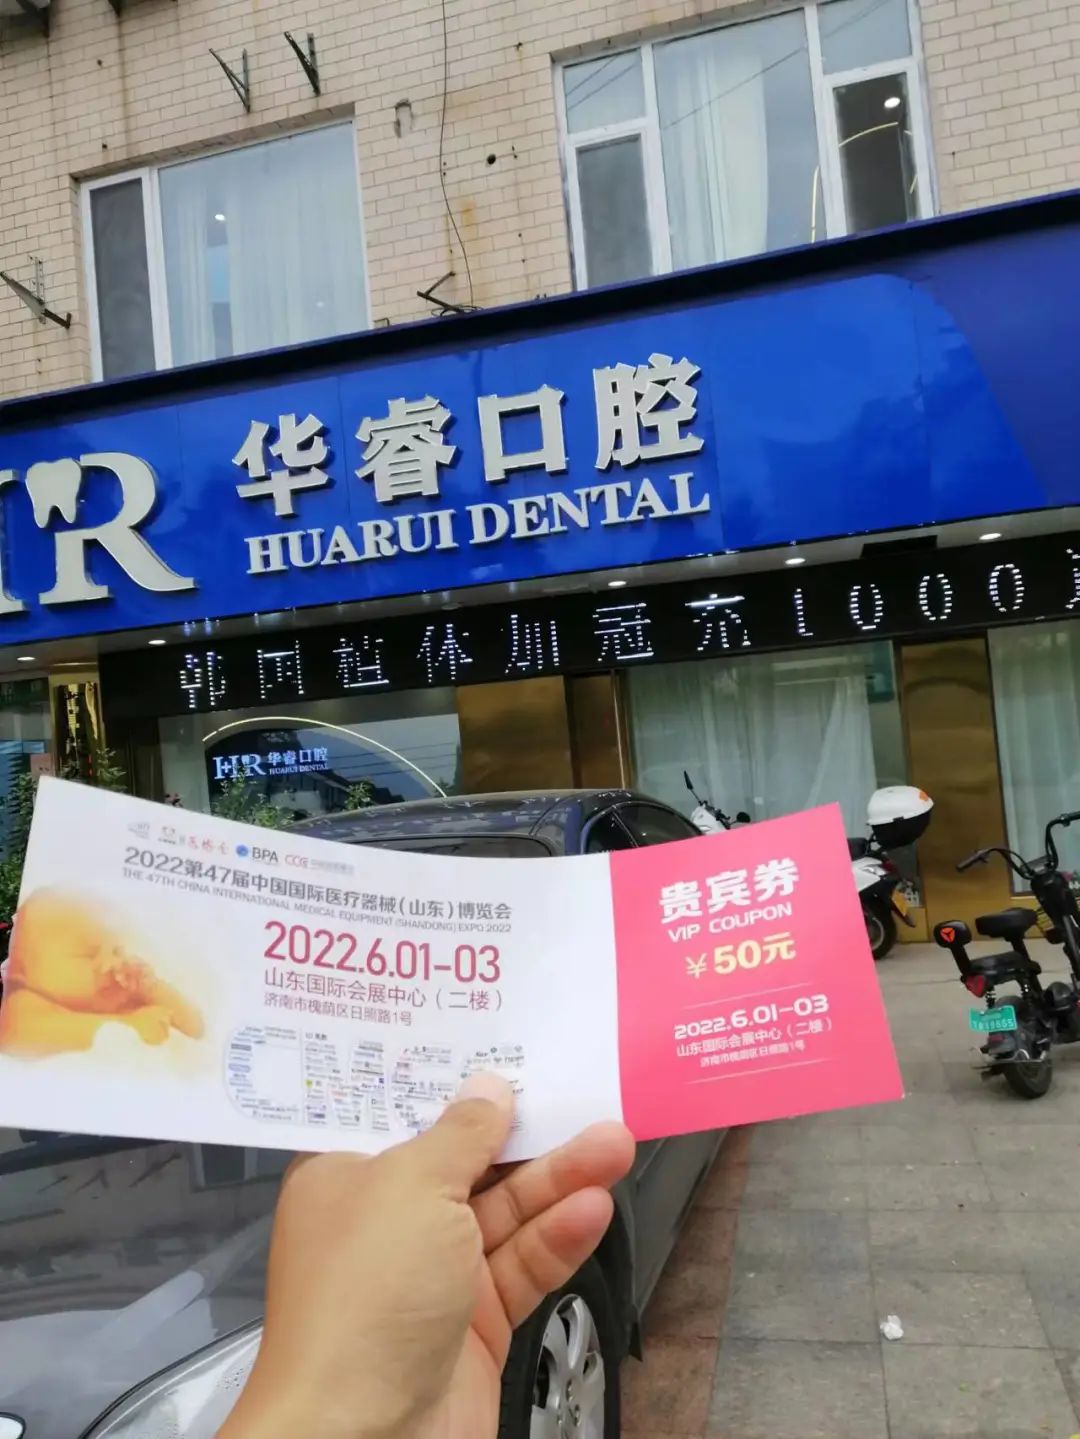 HR 华睿口腔
HUARUI DENTAL
韩国植体加冠充1000
HR 华睿口腔
HUARUI DENTAL
BPA
2022第47届中国国际医疗器械(山东)博览会
THE 47TH CHINA INTERNATIONAL MEDICAL EQUIPMENT (SHANDONG) EXPO 2022
2022.6.01-03
山东国际会展中心(二楼)
济南市槐荫区日照路1号
贵宾券
VIP COUPON
¥50元
2022.6.01-03
山东国际会展中心(二楼)
济南市槐荫区日照路1号